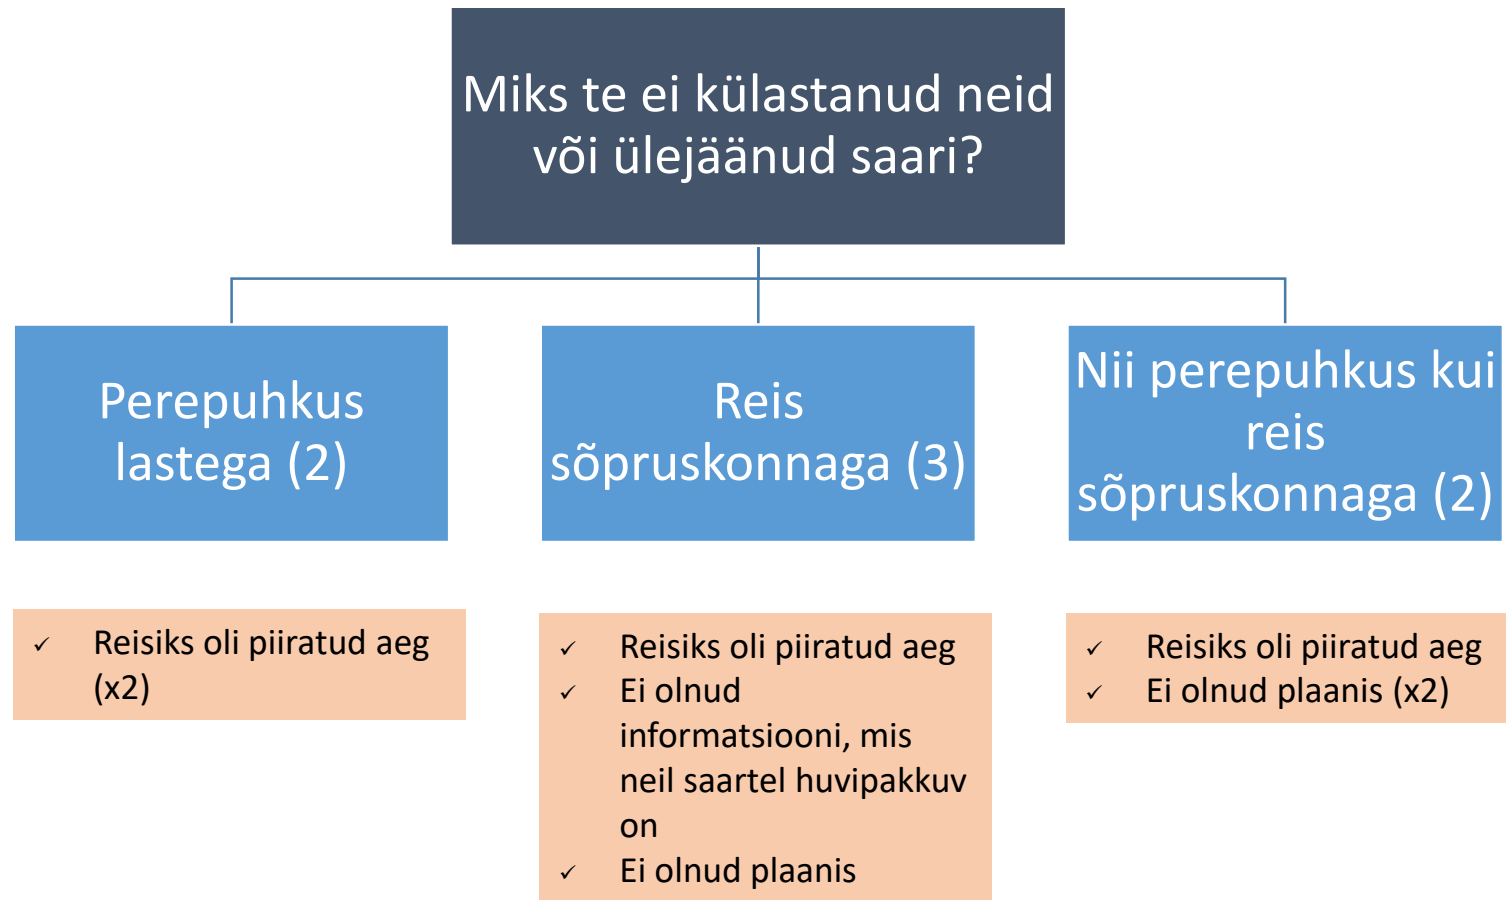 Miks te ei külastanud neid
või ülejäänud saari?
Perepuhkus
lastega (2)
Reis
sõpruskonnaga (3)
Nii perepuhkus kui
reis
sõpruskonnaga (2)
✓ Reisiks oli piiratud aeg
(x2)
✓ Reisiks oli piiratud aeg
✓ Ei olnud
informatsiooni, mis
neil saartel huvipakkuv
on
✓ Ei olnud plaanis
✓ Reisiks oli piiratud aeg
✓ Ei olnud plaanis (x2)